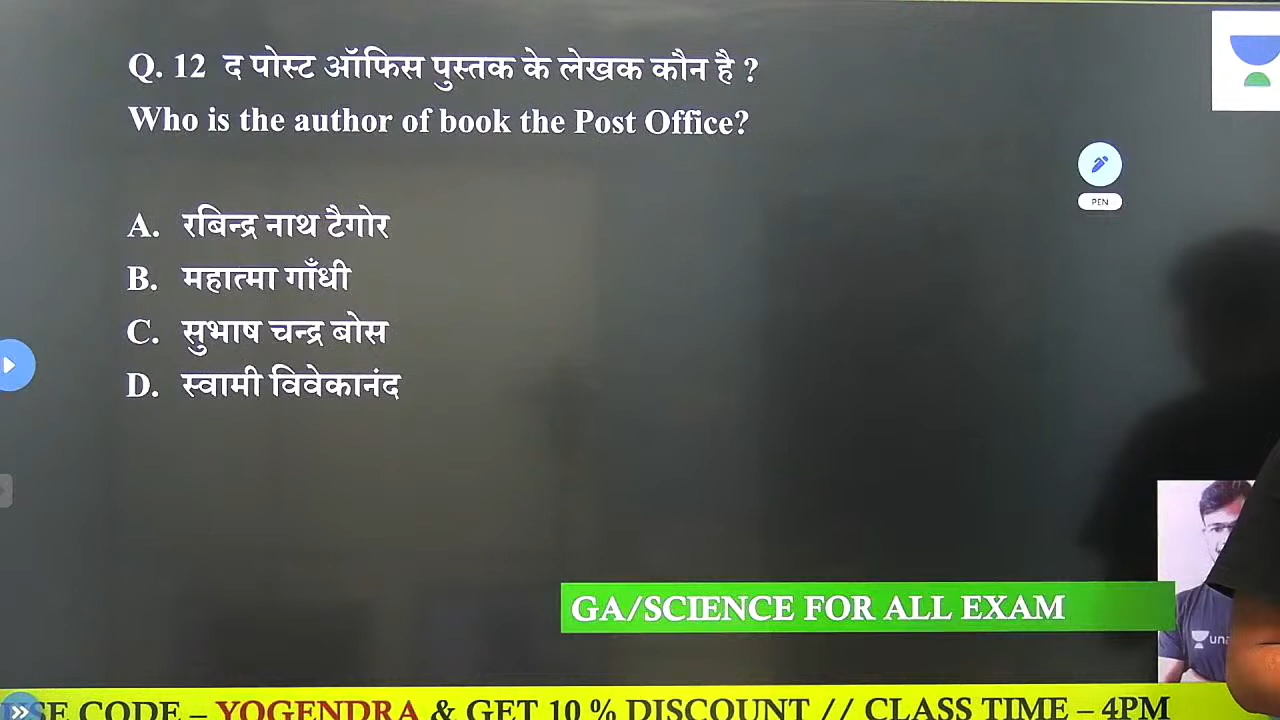 Q. 12 द पोस्ट ऑफिस पुस्तक के लेखक कौन है ?
Who is the author of book the Post Office?
PEN
A. रबिन्द्र नाथ टैगोर
B. महात्मा गाँधी
C. सुभाष चन्द्र बोस
D. स्वामी विवेकानंद
GA/SCIENCE FOR ALL EXAM
CODE – YOGENDRA & GET 10 % DISCOUNT // CLASS TIME – 4PM